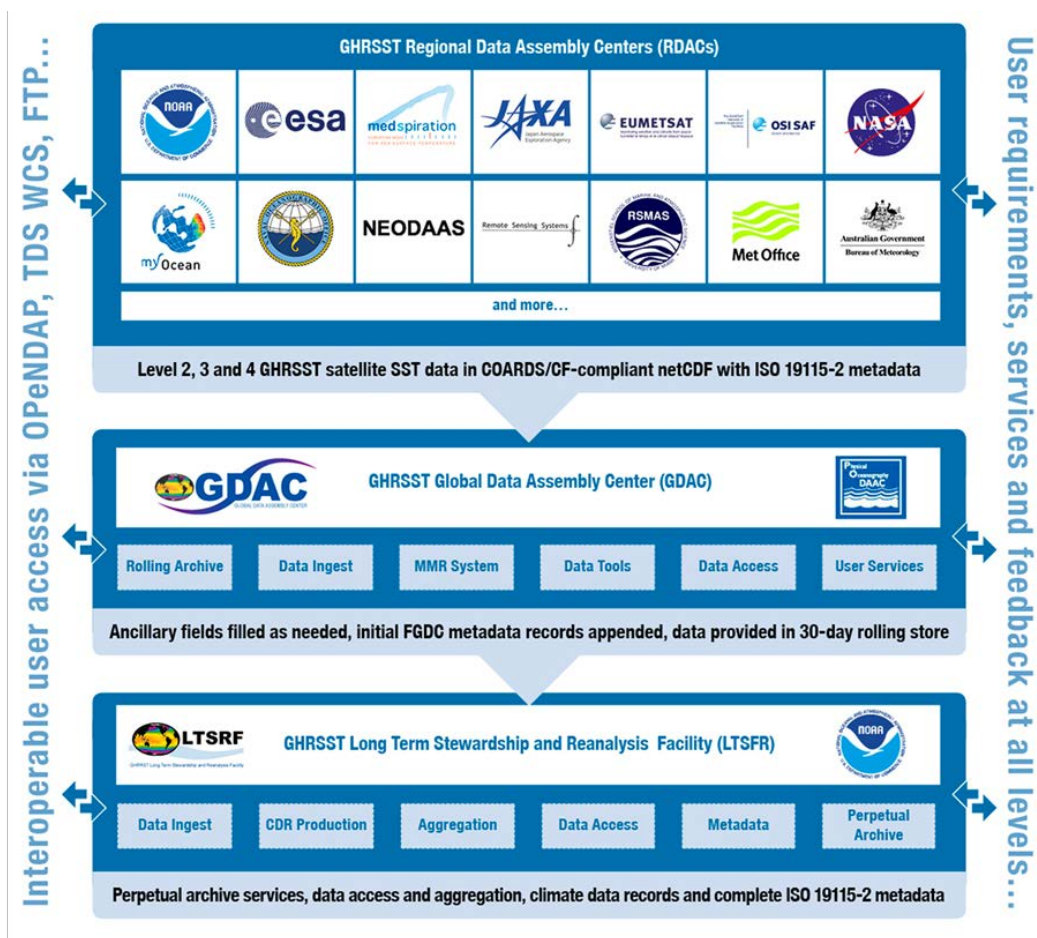 Interoperable user access via OPeNDAP, TDS WCS, FTP...
GHRSST Regional Data Assembly Centers (RDACs)
NOAA
esa
medspiration
JAXA
Japan Aerospace
Exploration Agency
EUMETSAT
OSI SAF
NASA
myOcean
NEODAAS
Remote Sensing Systems
RSMAS
Met Office
Australian Government
Bureau of Meteorology
and more...
Level 2, 3 and 4 GHRSST satellite SST data in COARDS/CF-compliant netCDF with ISO 19115-2 metadata
GDAC
GLOBAL DATA ASSEMBLY CENTER
GHRSST Global Data Assembly Center (GDAC)
Physical
Oceanography
DAAC
Rolling Archive
Data Ingest
MMR System
Data Tools
Data Access
User Services
Ancillary fields filled as needed, initial FGDC metadata records appended, data provided in 30-day rolling store
LTSRF
GHRSST Long Term Stewardship and Reanalysis Facility
GHRSST Long Term Stewardship and Reanalysis Facility (LTSFR)
NOAA
Data Ingest
CDR Production
Aggregation
Data Access
Metadata
Perpetual
Archive
Perpetual archive services, data access and aggregation, climate data records and complete ISO 19115-2 metadata
User requirements, services and feedback at all levels...